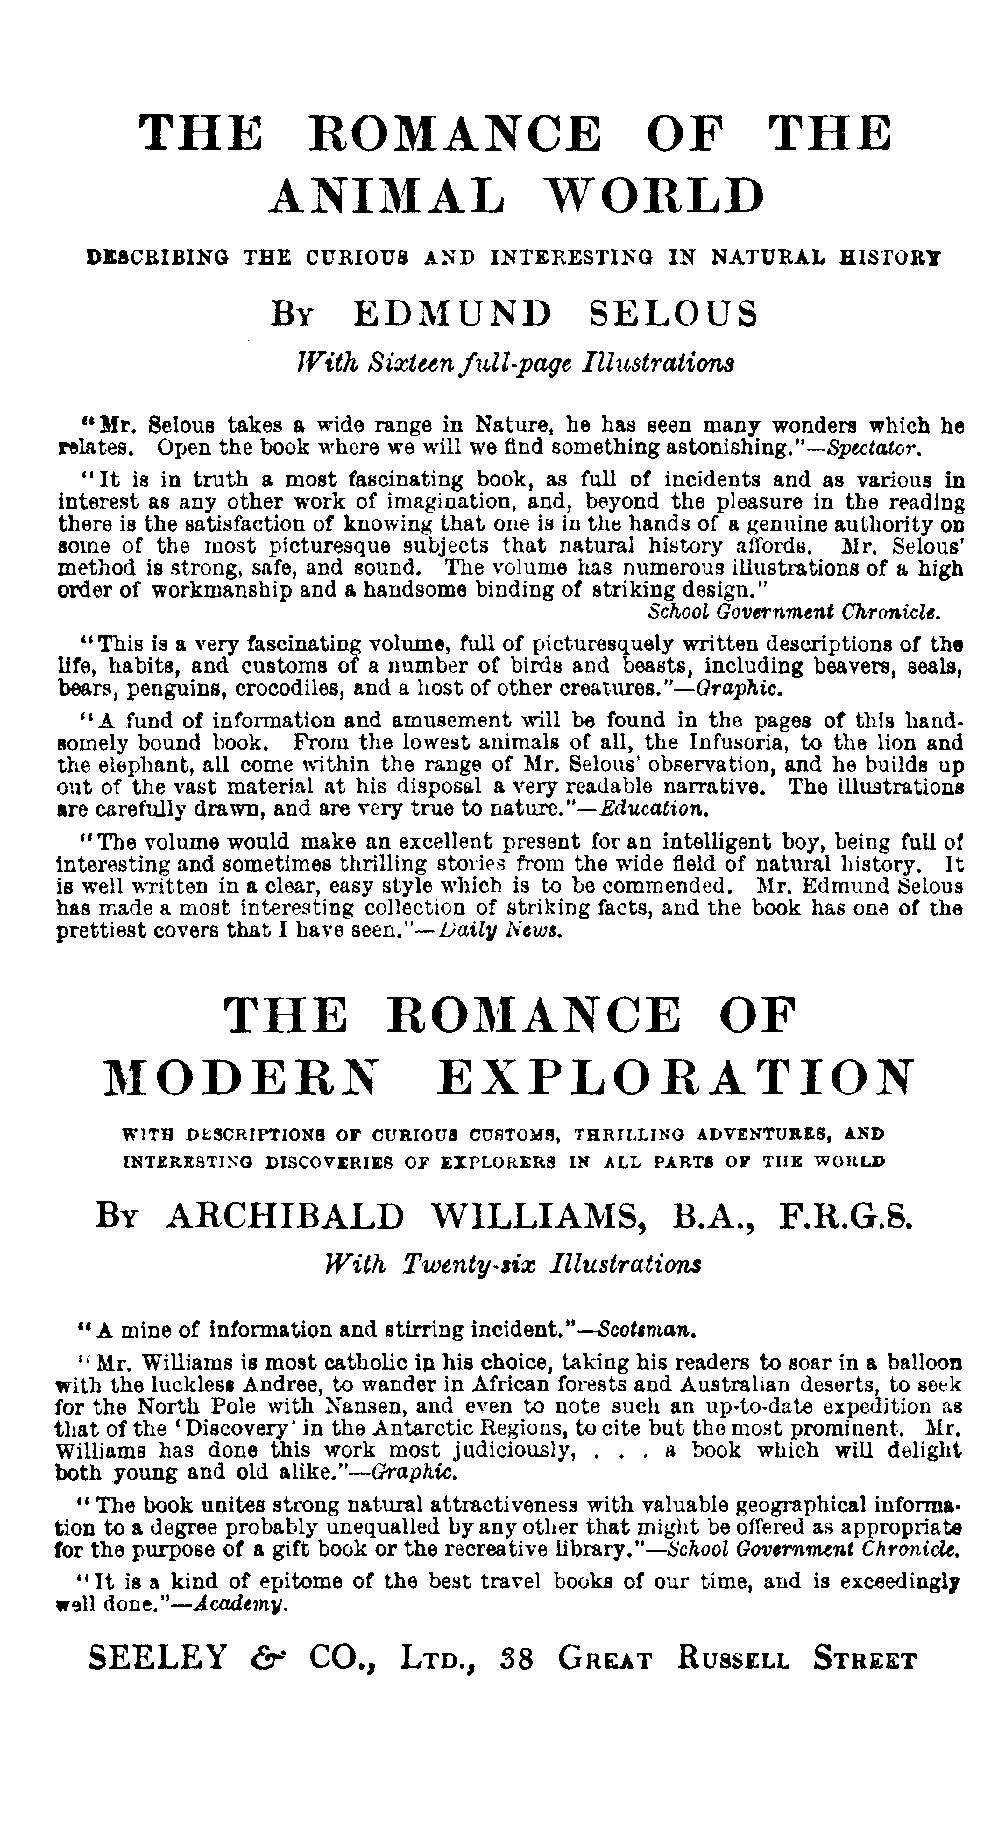 THE ROMANCE OF THE
ANIMAL WORLD
DESCRIBING THE CURIOUS AND INTERESTING IN NATURAL HISTORY
BY EDMUND SELOUS
With Sixteen full-page Illustrations
"Mr. Selous takes a wide range in Nature, he has seen many wonders which he
relates. Open the book where we will we find something astonishing."—Spectator.
"It is in truth a most fascinating book, as full of incidents and as various in
interest as any other work of imagination, and, beyond the pleasure in the reading
there is the satisfaction of knowing that one is in the hands of a genuine authority on
some of the most picturesque subjects that natural history affords. Mr. Selous'
method is strong, safe, and sound. The volume has numerous illustrations of a high
order of workmanship and a handsome binding of striking design."
School Government Chronicle.
"This is a very fascinating volume, full of picturesquely written descriptions of the
life, habits, and customs of a number of birds and beasts, including beavers, seals,
bears, penguins, crocodiles, and a host of other creatures."—Graphic.
"A fund of information and amusement will be found in the pages of this hand-
somely bound book. From the lowest animals of all, the Infusoria, to the lion and
the elephant, all come within the range of Mr. Selous' observation, and he builds up
out of the vast material at his disposal a very readable narrative. The illustrations
are carefully drawn, and are very true to nature."—Education.
"The volume would make an excellent present for an intelligent boy, being full of
interesting and sometimes thrilling stories from the wide field of natural history. It
is well written in a clear, easy style which is to be commended. Mr. Edmund Selous
has made a most interesting collection of striking facts, and the book has one of the
prettiest covers that I have seen."—Daily News.
THE ROMANCE OF
MODERN EXPLORATION
WITH DESCRIPTIONS OF CURIOUS CUSTOMS, THRILLING ADVENTURES, AND
INTERESTING DISCOVERIES OF EXPLORERS IN ALL PARTS OF THE WORLD
BY ARCHIBALD WILLIAMS, B.A., F.R.G.S.
With Twenty-six Illustrations
"A mine of information and stirring incident."—Scotsman.
"Mr. Williams is most catholic in his choice, taking his readers to soar in a balloon
with the luckless Andree, to wander in African forests and Australian deserts, to seek
for the North Pole with Nansen, and even to note such an up-to-date expedition as
that of the 'Discovery' in the Antarctic Regions, to cite but the most prominent. Mr.
Williams has done this work most judiciously, . . . a book which will delight
both young and old alike."—Graphic.
"The book unites strong natural attractiveness with valuable geographical informa-
tion to a degree probably unequalled by any other that might be offered as appropriate
for the purpose of a gift book or the recreative library."—School Government Chronicle.
"It is a kind of epitome of the best travel books of our time, and is exceedingly
well done."—Academy.
SEELEY & CO., LTD., 38 GREAT RUSSELL STREET